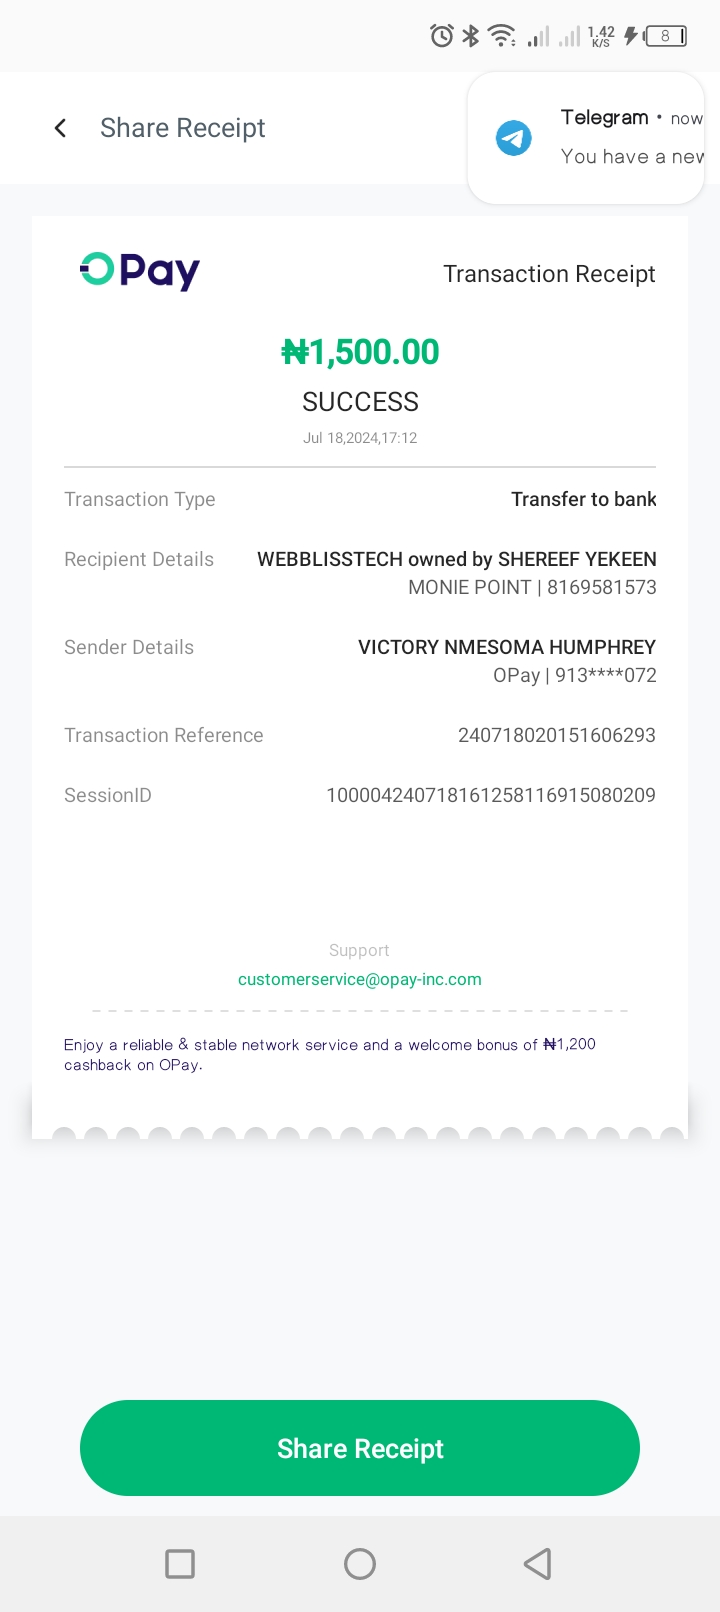 1.42
K/S
8
Share Receipt
Telegram • now
You have a new
OPay
Transaction Receipt
₦1,500.00
SUCCESS
Jul 18,2024,17:12
Transaction Type
Transfer to bank
Recipient Details
WEBBLISSTECH owned by SHEREEF YEKEEN
MONIE POINT | 8169581573
Sender Details
VICTORY NMESOMA HUMPHREY
OPay | 913****072
Transaction Reference
240718020151606293
SessionID
100004240718161258116915080209
Support
customerservice@opay-inc.com
Enjoy a reliable & stable network service and a welcome bonus of ₦1,200
cashback on OPay.
Share Receipt